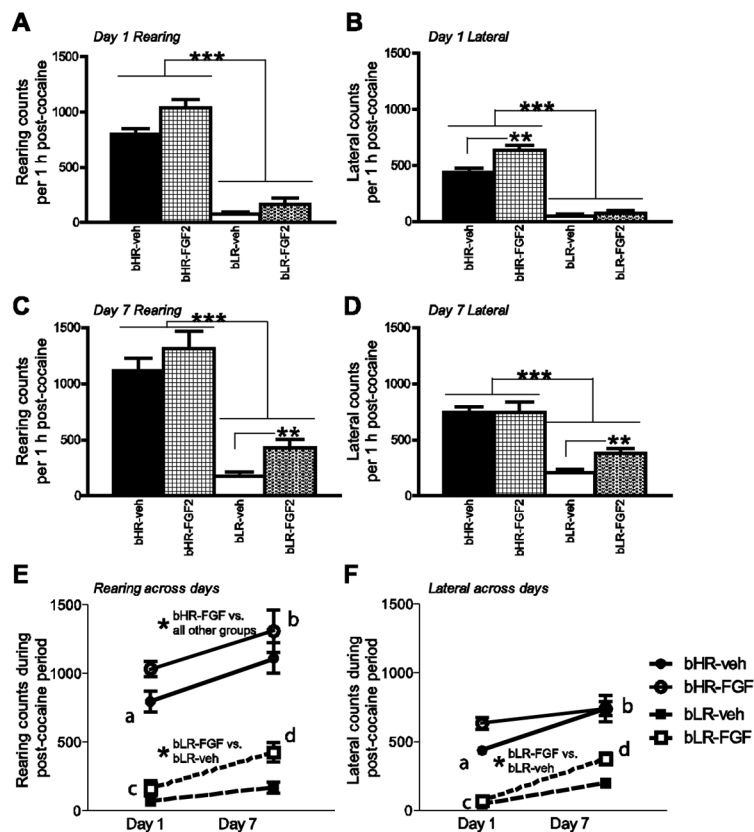 A
Day 1 Rearing
1500
1000
500
0
Rearing counts
per 1 h post-cocaine
***
bHR-veh
bHR-FGF2
bLR-veh
bLR-FGF2
B
Day 1 Lateral
1500
1000
500
0
Lateral counts
per 1 h post-cocaine
***
**
bHR-veh
bHR-FGF2
bLR-veh
bLR-FGF2
C
Day 7 Rearing
1500
1000
500
0
Rearing counts
per 1 h post-cocaine
***
**
bHR-veh
bHR-FGF2
bLR-veh
bLR-FGF2
D
Day 7 Lateral
1500
1000
500
0
Lateral counts
per 1 h post-cocaine
***
**
bHR-veh
bHR-FGF2
bLR-veh
bLR-FGF2
E
Rearing across days
1500
1000
500
0
Rearing counts during
post-cocaine period
* bHR-FGF vs.
all other groups
b
a
* bLR-FGF vs.
bLR-veh
d
c
Day 1
Day 7
F
Lateral across days
1500
1000
500
0
Lateral counts during
post-cocaine period
b
a
* bLR-FGF vs.
bLR-veh
d
c
Day 1
Day 7
bHR-veh
bHR-FGF
bLR-veh
bLR-FGF